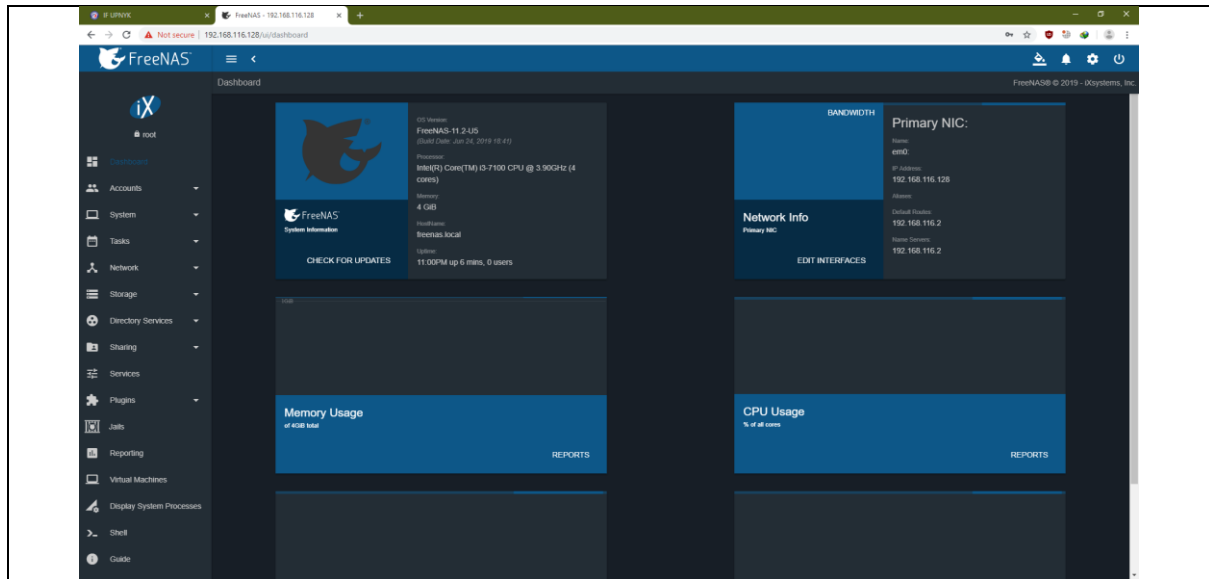 IF UPNYK
FreeNAS - 192.168.116.128
Not secure
192.168.116.128/ui/dashboard
FreeNAS
Dashboard
FreeNAS® © 2019 - iXsystems, Inc.
iX
root
Dashboard
Accounts
System
Tasks
Network
Storage
Directory Services
Sharing
Services
Plugins
Jails
Reporting
Virtual Machines
Display System Processes
Shell
Guide
FreeNAS
System Information
CHECK FOR UPDATES
OS Version:
FreeNAS-11.2-U5
(Build Date: Jun 24, 2019 18:41)
Processor:
Intel(R) Core(TM) i3-7100 CPU @ 3.90GHz (4
cores)
Memory:
4 GiB
HostName:
freenas.local
Uptime:
11:00PM up 6 mins, 0 users
BANDWIDTH
Network Info
Primary NIC
EDIT INTERFACES
Primary NIC:
Name:
em0:
IP Address:
192.168.116.128
Aliases:
Default Routes:
192.168.116.2
Name Servers:
192.168.116.2
Memory Usage
of 4GiB total
REPORTS
CPU Usage
% of all cores
REPORTS